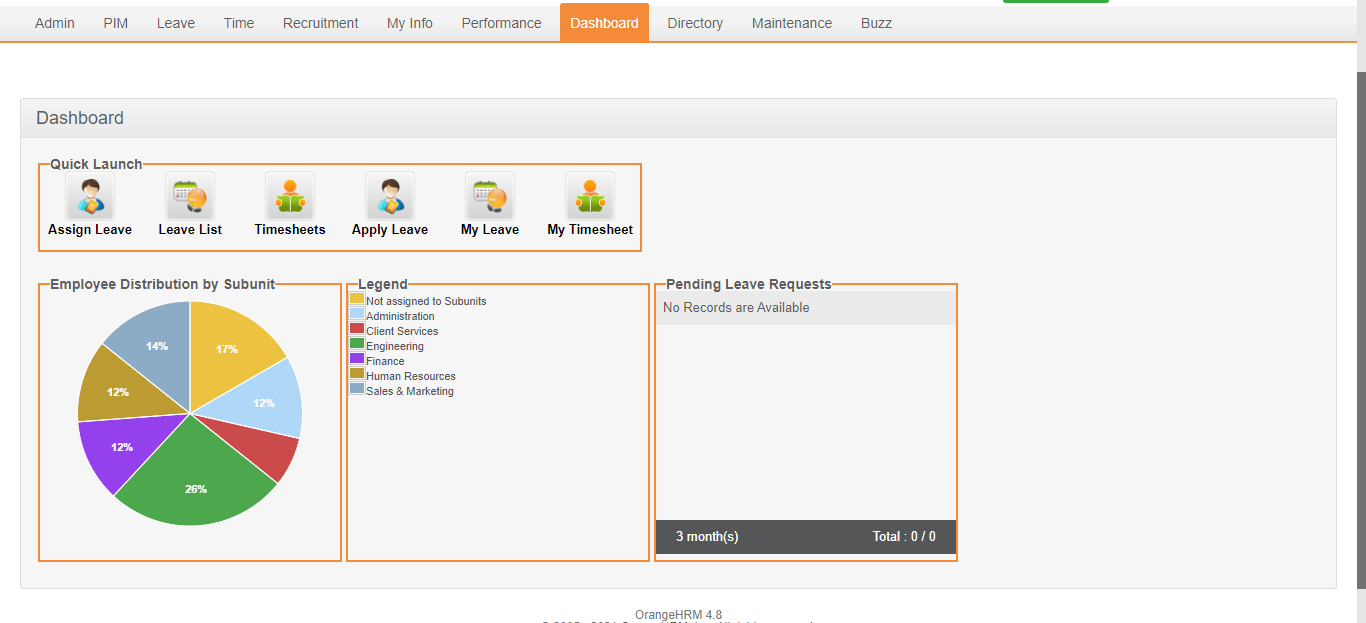 Admin PIM Leave Time Recruitment My Info Performance Dashboard Directory Maintenance Buzz
Dashboard
Quick Launch
Assign Leave Leave List Timesheets Apply Leave My Leave My Timesheet
Employee Distribution by Subunit
17%
12%
26%
12%
12%
14%
Legend
Not assigned to Subunits
Administration
Client Services
Engineering
Finance
Human Resources
Sales & Marketing
Pending Leave Requests
No Records are Available
3 month(s) Total : 0 / 0
OrangeHRM 4.8